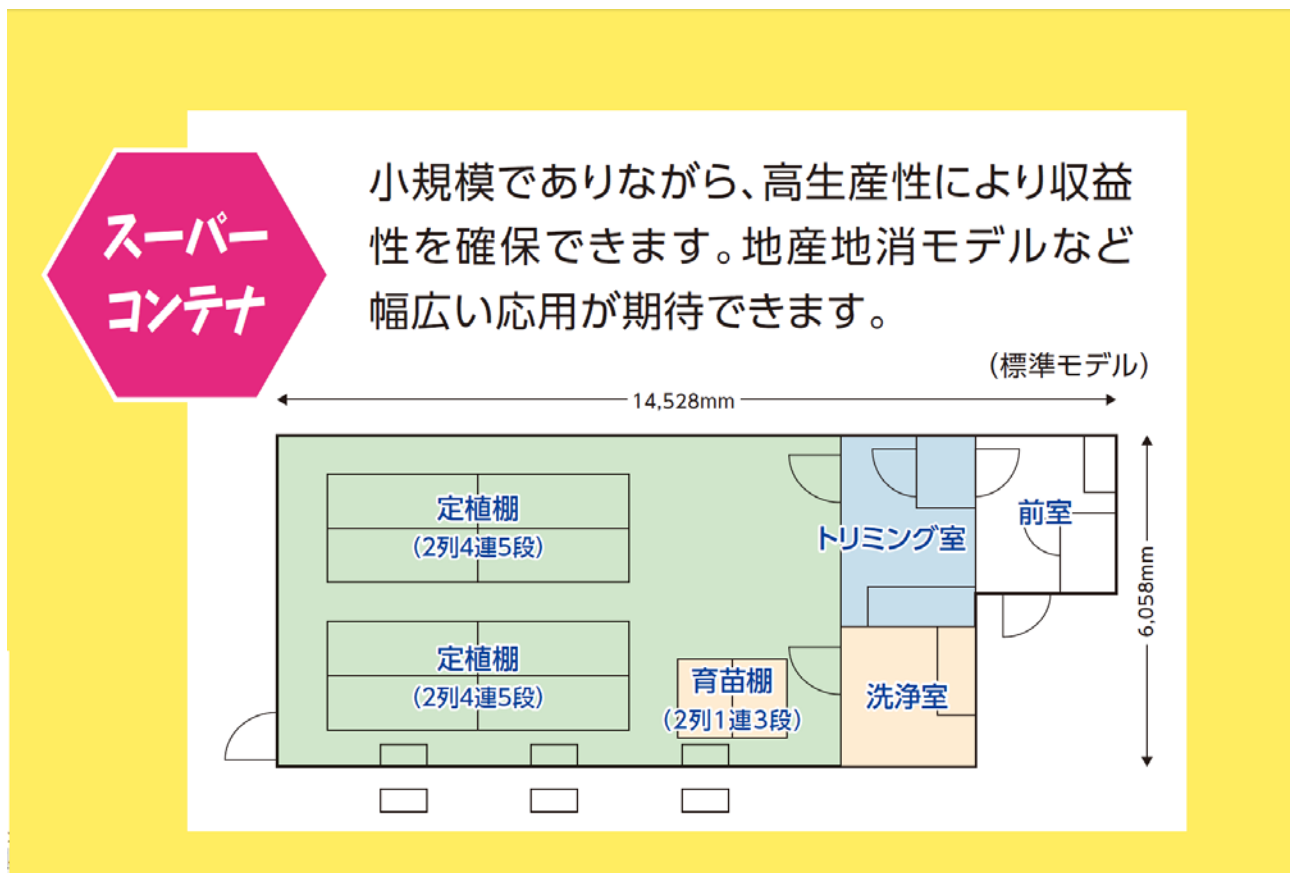 スーパー
コンテナ
小規模でありながら、高生産性により収益
性を確保できます。地産地消モデルなど
幅広い応用が期待できます。
(標準モデル)
14,528mm
定植棚
(2列4連5段)
トリミング室
前室
6,058mm
定植棚
(2列4連5段)
育苗棚
(2列1連3段)
洗浄室